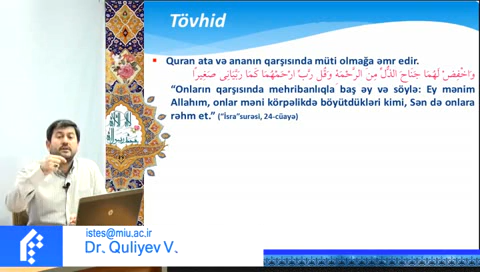 Tövhid
Quran ata və ananın qarşısında müti olmağa əmr edir.
وَاخْفِضْ لَهُمَا جَنَاحَ الذُّلِّ مِنَ الرَّحْمَةِ وَقُل رَّبِّ ارْحَمْهُمَا كَمَا رَبَّيَانِي صَغِيرًا
“Onların qarşısında mehribanlıqla baş əy və söylə: Ey mənim
Allahım, onlar məni körpəlikdə böyütdükləri kimi, Sən də onlara
rəhm et.” (“İsra”surəsi, 24-cüayə)
istes@miu.ac.ir
Dr. Quliyev V.